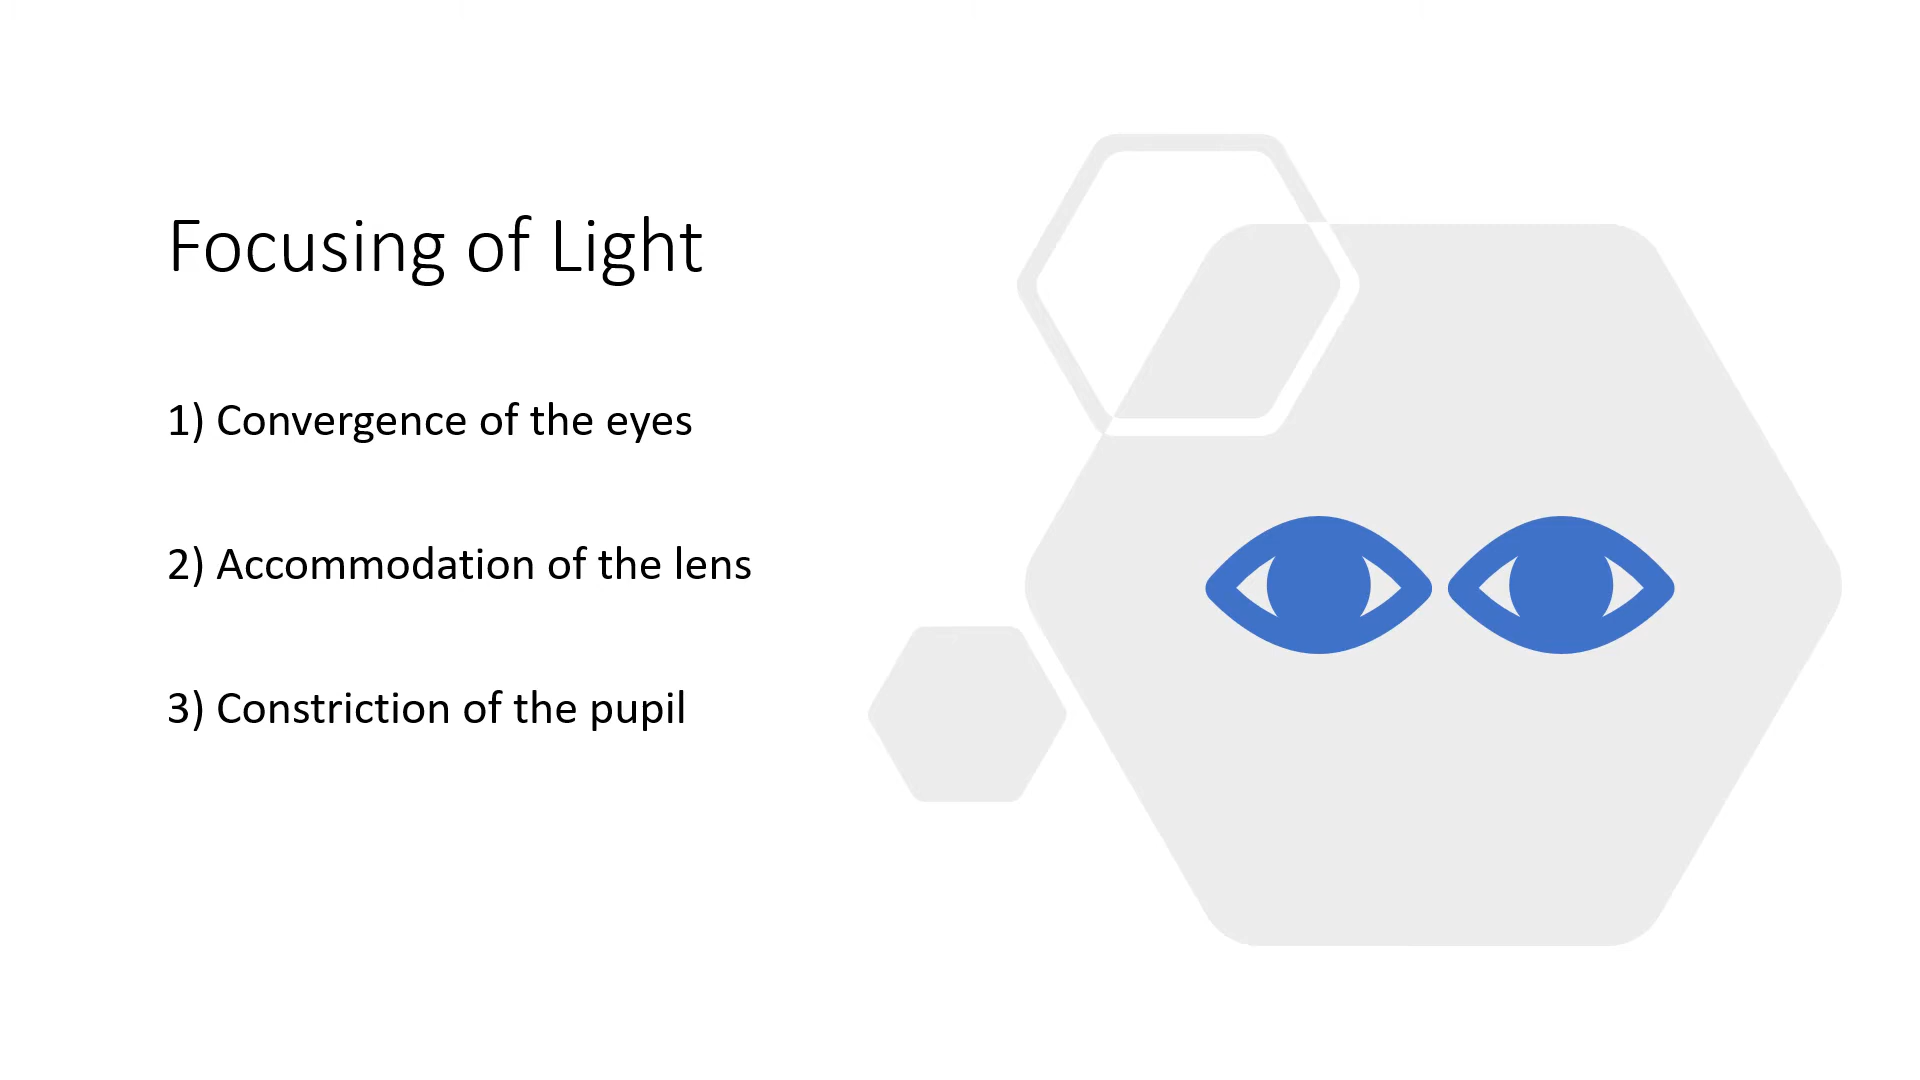 Focusing of Light
1) Convergence of the eyes
2) Accommodation of the lens
3) Constriction of the pupil